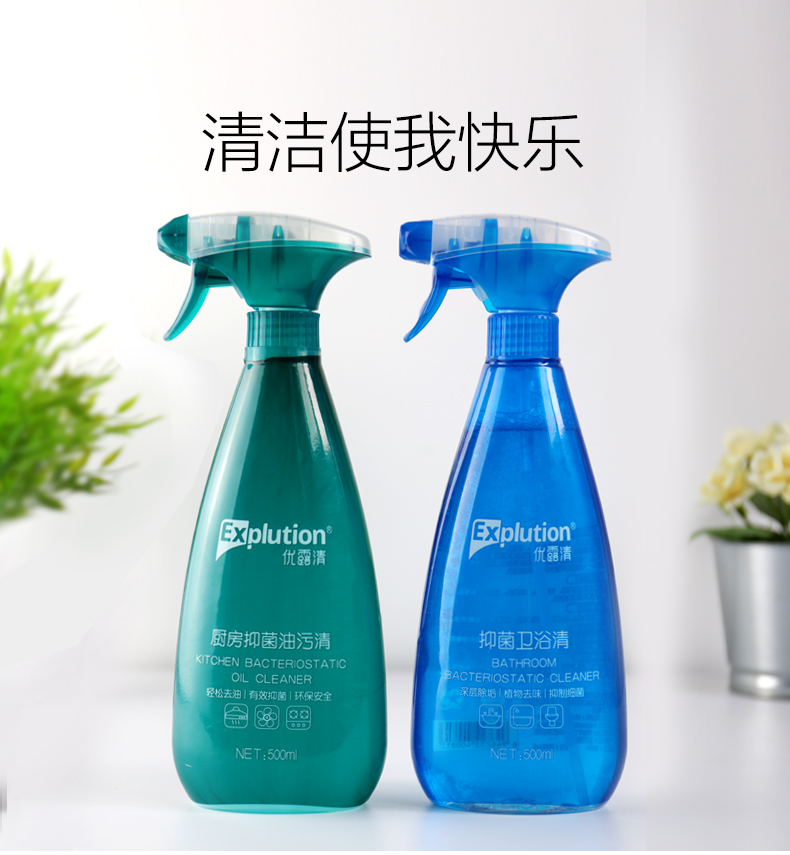 清洁使我快乐
Explution®
优露清
厨房抑菌油污清
KITCHEN BACTERIOSTATIC
OIL CLEANER
轻松去油 | 有效抑菌 | 环保安全
NET:500ml
Explution®
优露清
抑菌卫浴清
BATHROOM
BACTERIOSTATIC CLEANER
深层除垢 | 植物去味 | 抑制细菌
NET:500ml